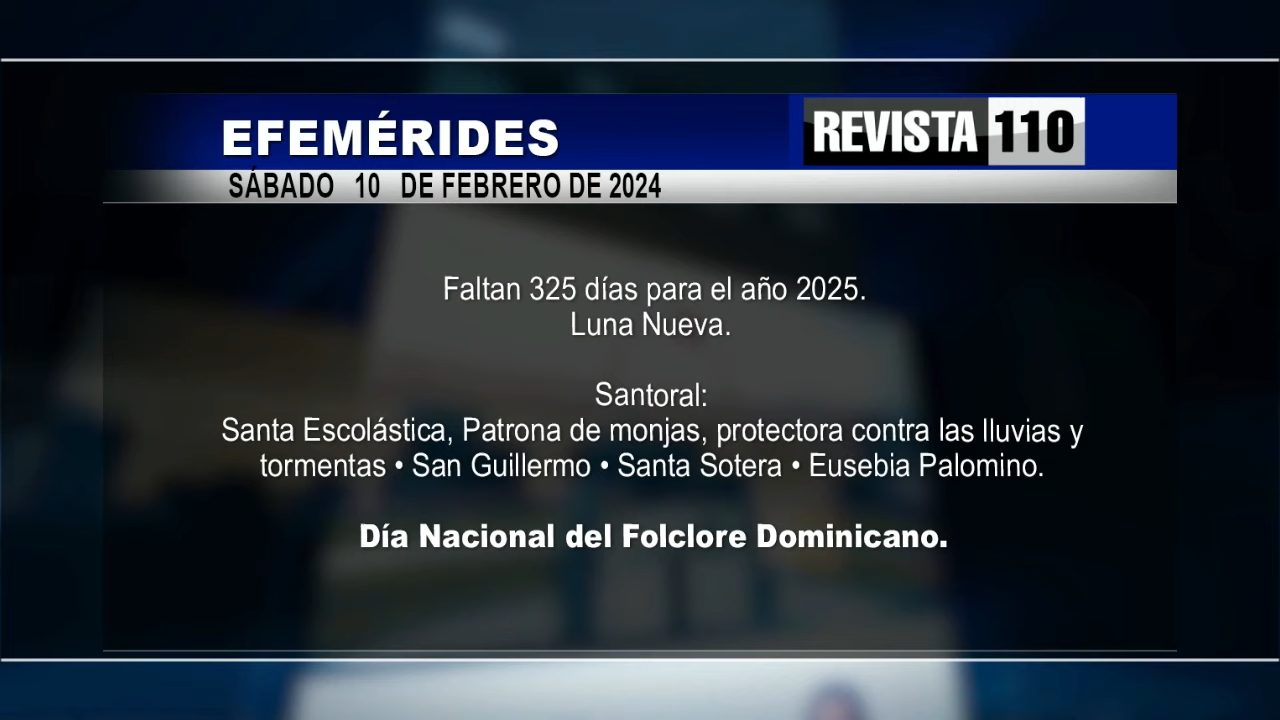 EFEMÉRIDES
REVISTA 110
SÁBADO 10 DE FEBRERO DE 2024
Faltan 325 días para el año 2025.
Luna Nueva.
Santoral:
Santa Escolástica, Patrona de monjas, protectora contra las lluvias y
tormentas • San Guillermo • Santa Sotera • Eusebia Palomino.
Día Nacional del Folclore Dominicano.